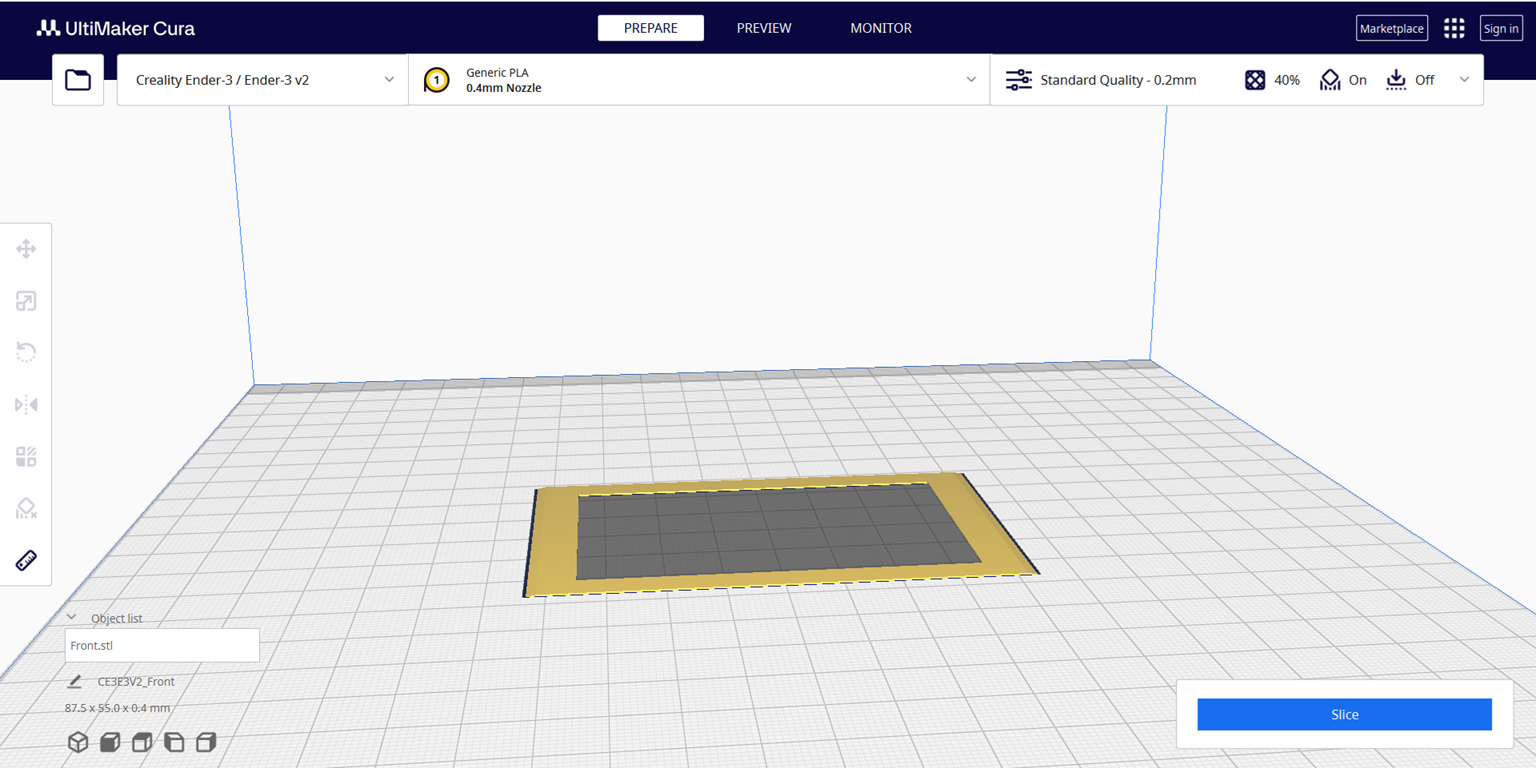 UltiMaker Cura
PREPARE
PREVIEW
MONITOR
Marketplace
Sign in
Creality Ender-3 / Ender-3 v2
1
Generic PLA
0.4mm Nozzle
Standard Quality - 0.2mm
40%
On
Off
Object list
Front.stl
CE3E3V2_Front
87.5 x 55.0 x 0.4 mm
Slice